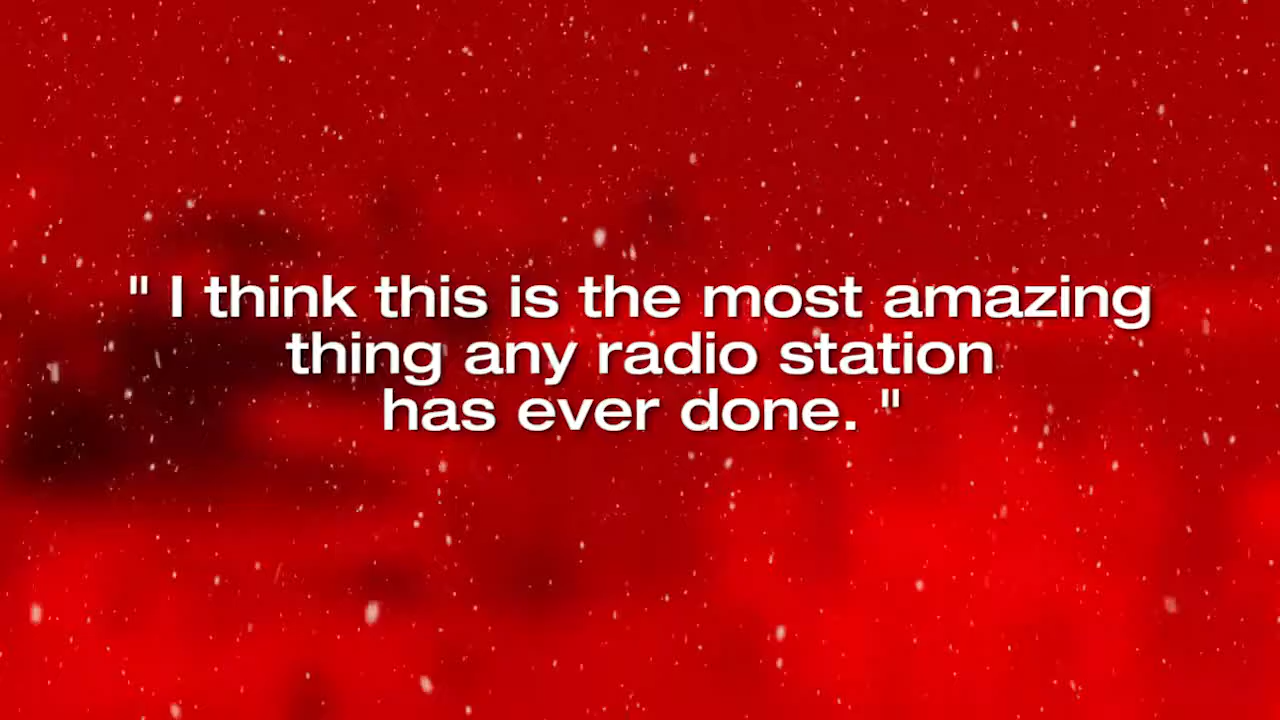 " I think this is the most amazing
thing any radio station
has ever done. "